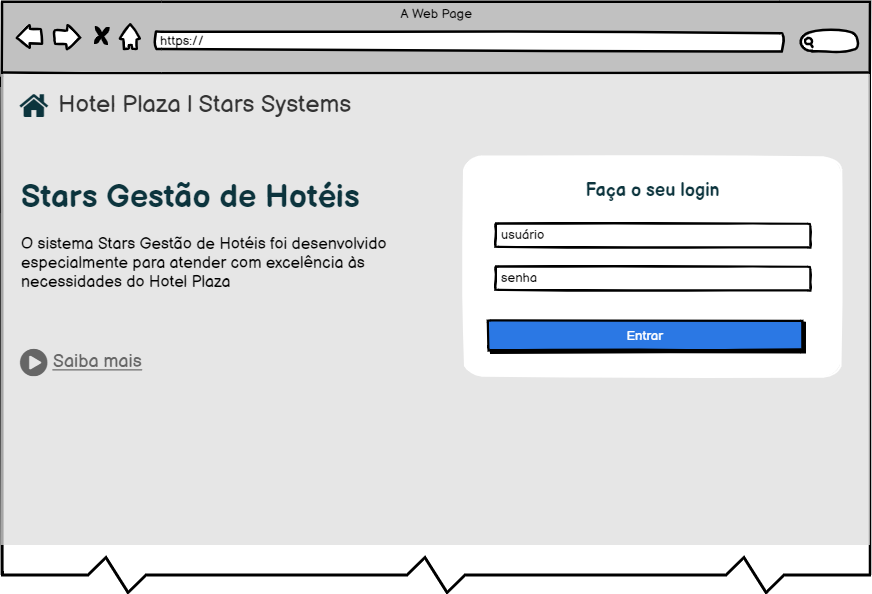 A Web Page
https://
Hotel Plaza | Stars Systems
Stars Gestão de Hotéis
O sistema Stars Gestão de Hotéis foi desenvolvido
especialmente para atender com excelência às
necessidades do Hotel Plaza
Saiba mais
Faça o seu login
usuário
senha
Entrar